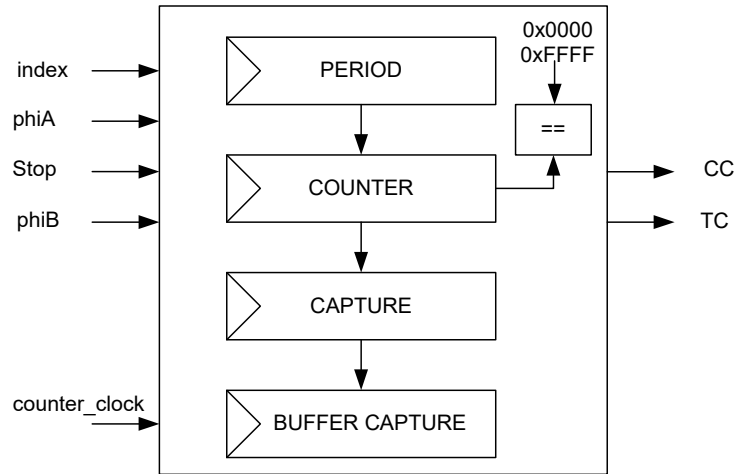 0x0000
0xFFFF
index
PERIOD
phiA
==
Stop
COUNTER
CC
phiB
TC
CAPTURE
counter_clock
BUFFER CAPTURE